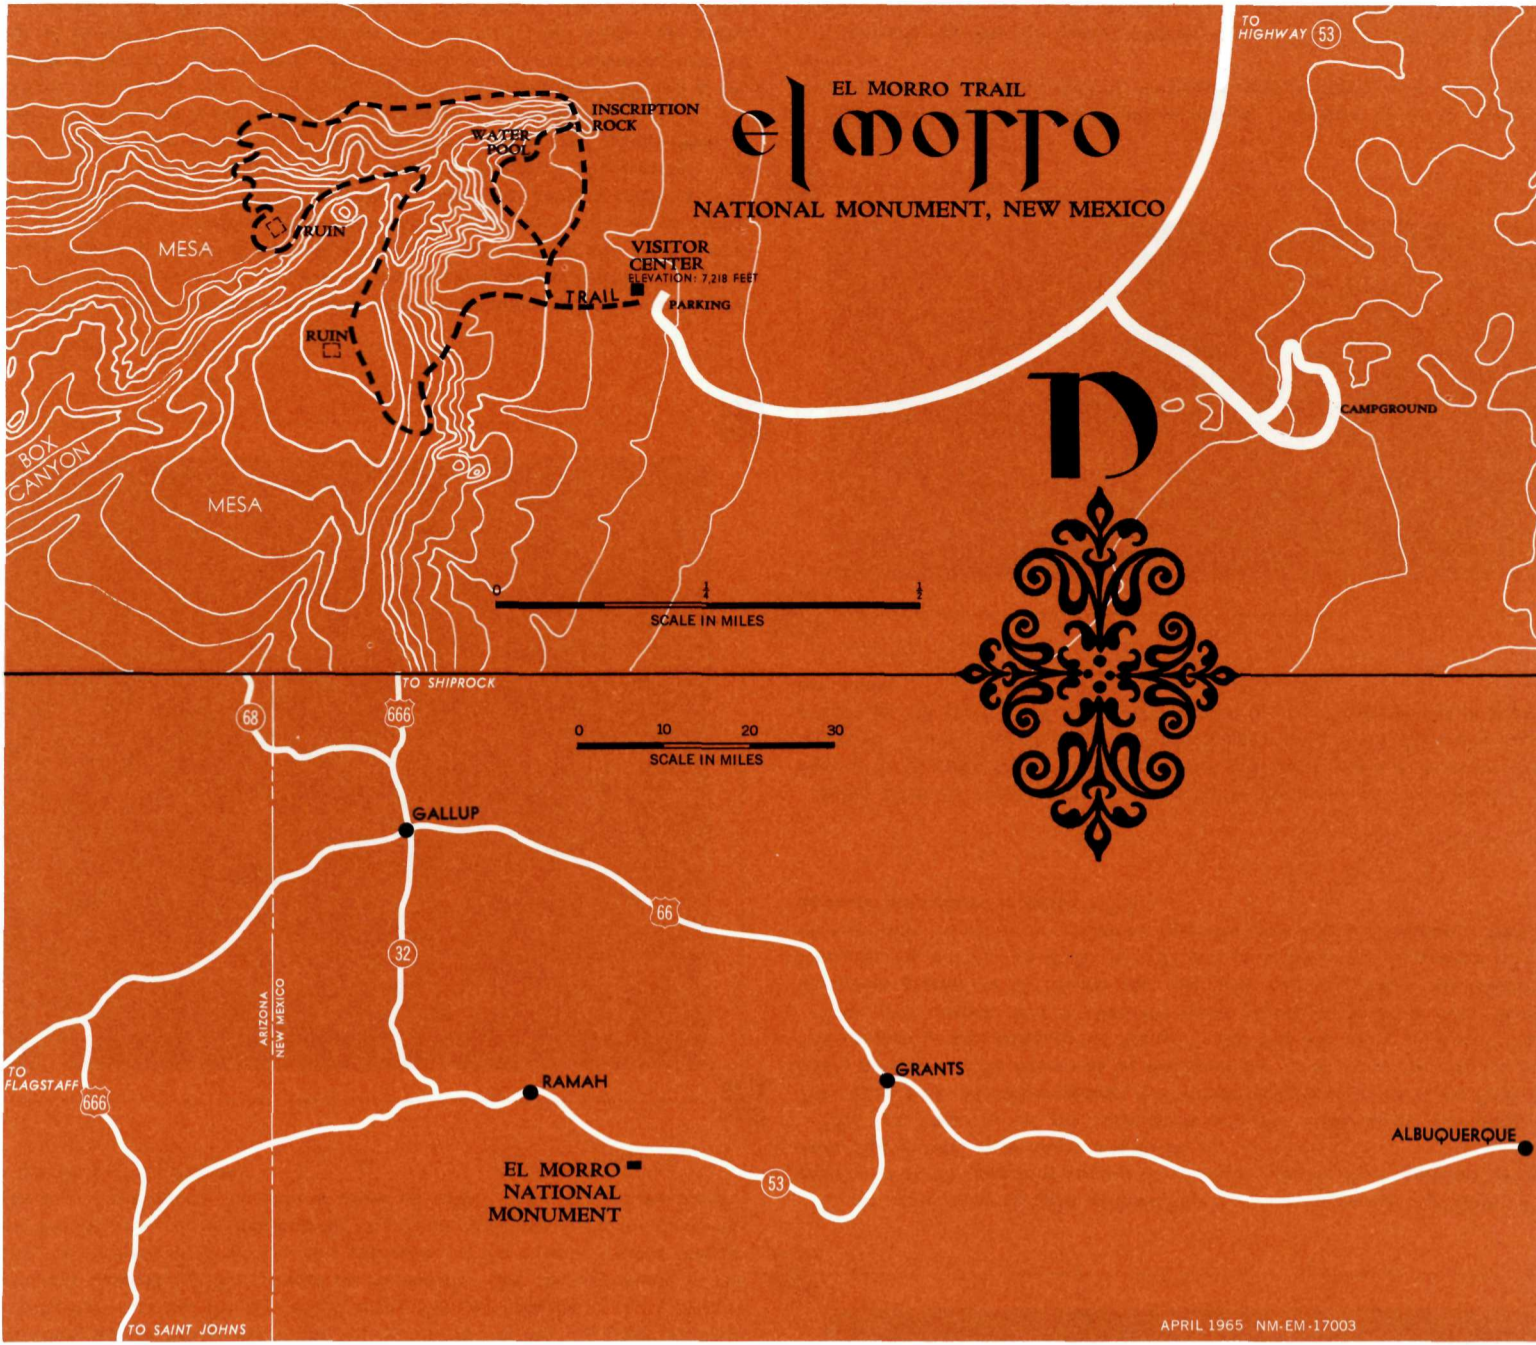 TO
HIGHWAY 53
EL MORRO TRAIL
el morro
NATIONAL MONUMENT, NEW MEXICO
INSCRIPTION
ROCK
WATER
POOL
RUIN
MESA
VISITOR
CENTER
ELEVATION: 7,218 FEET
TRAIL
PARKING
RUIN
N
CAMPGROUND
BOX
CANYON
MESA
0 1/4 1/2
SCALE IN MILES
TO SHIPROCK
68
666
0 10 20 30
SCALE IN MILES
GALLUP
66
32
ARIZONA
NEW MEXICO
TO
FLAGSTAFF
666
RAMAH
GRANTS
ALBUQUERQUE
EL MORRO
NATIONAL
MONUMENT
53
TO SAINT JOHNS
APRIL 1965 NM-EM-17003